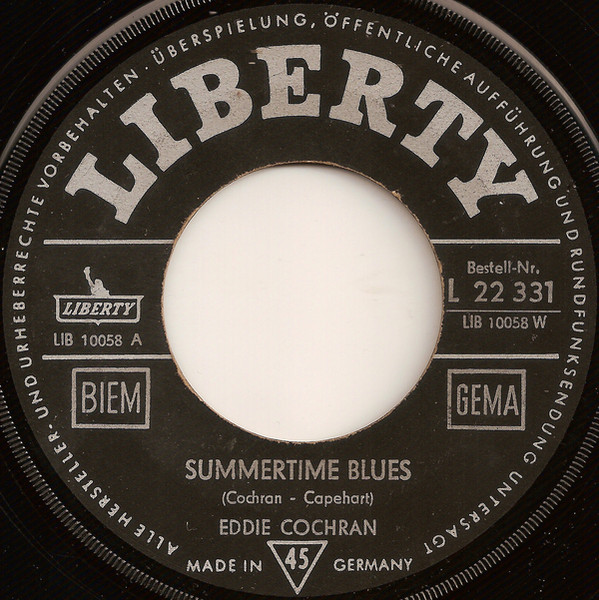 ALLE HERSTELLER- UND URHEBERRECHTE VORBEHALTEN · ÜBERSPIELUNG, ÖFFENTLICHE AUFFÜHRUNG UND RUNDFUNKSENDUNG UNTERSAGT
LIBERTY
LIBERTY
LIB 10058 A
Bestell-Nr.
L 22 331
LIB 10058 W
BIEM
GEMA
SUMMERTIME BLUES
(Cochran - Capehart)
EDDIE COCHRAN
MADE IN 45 GERMANY